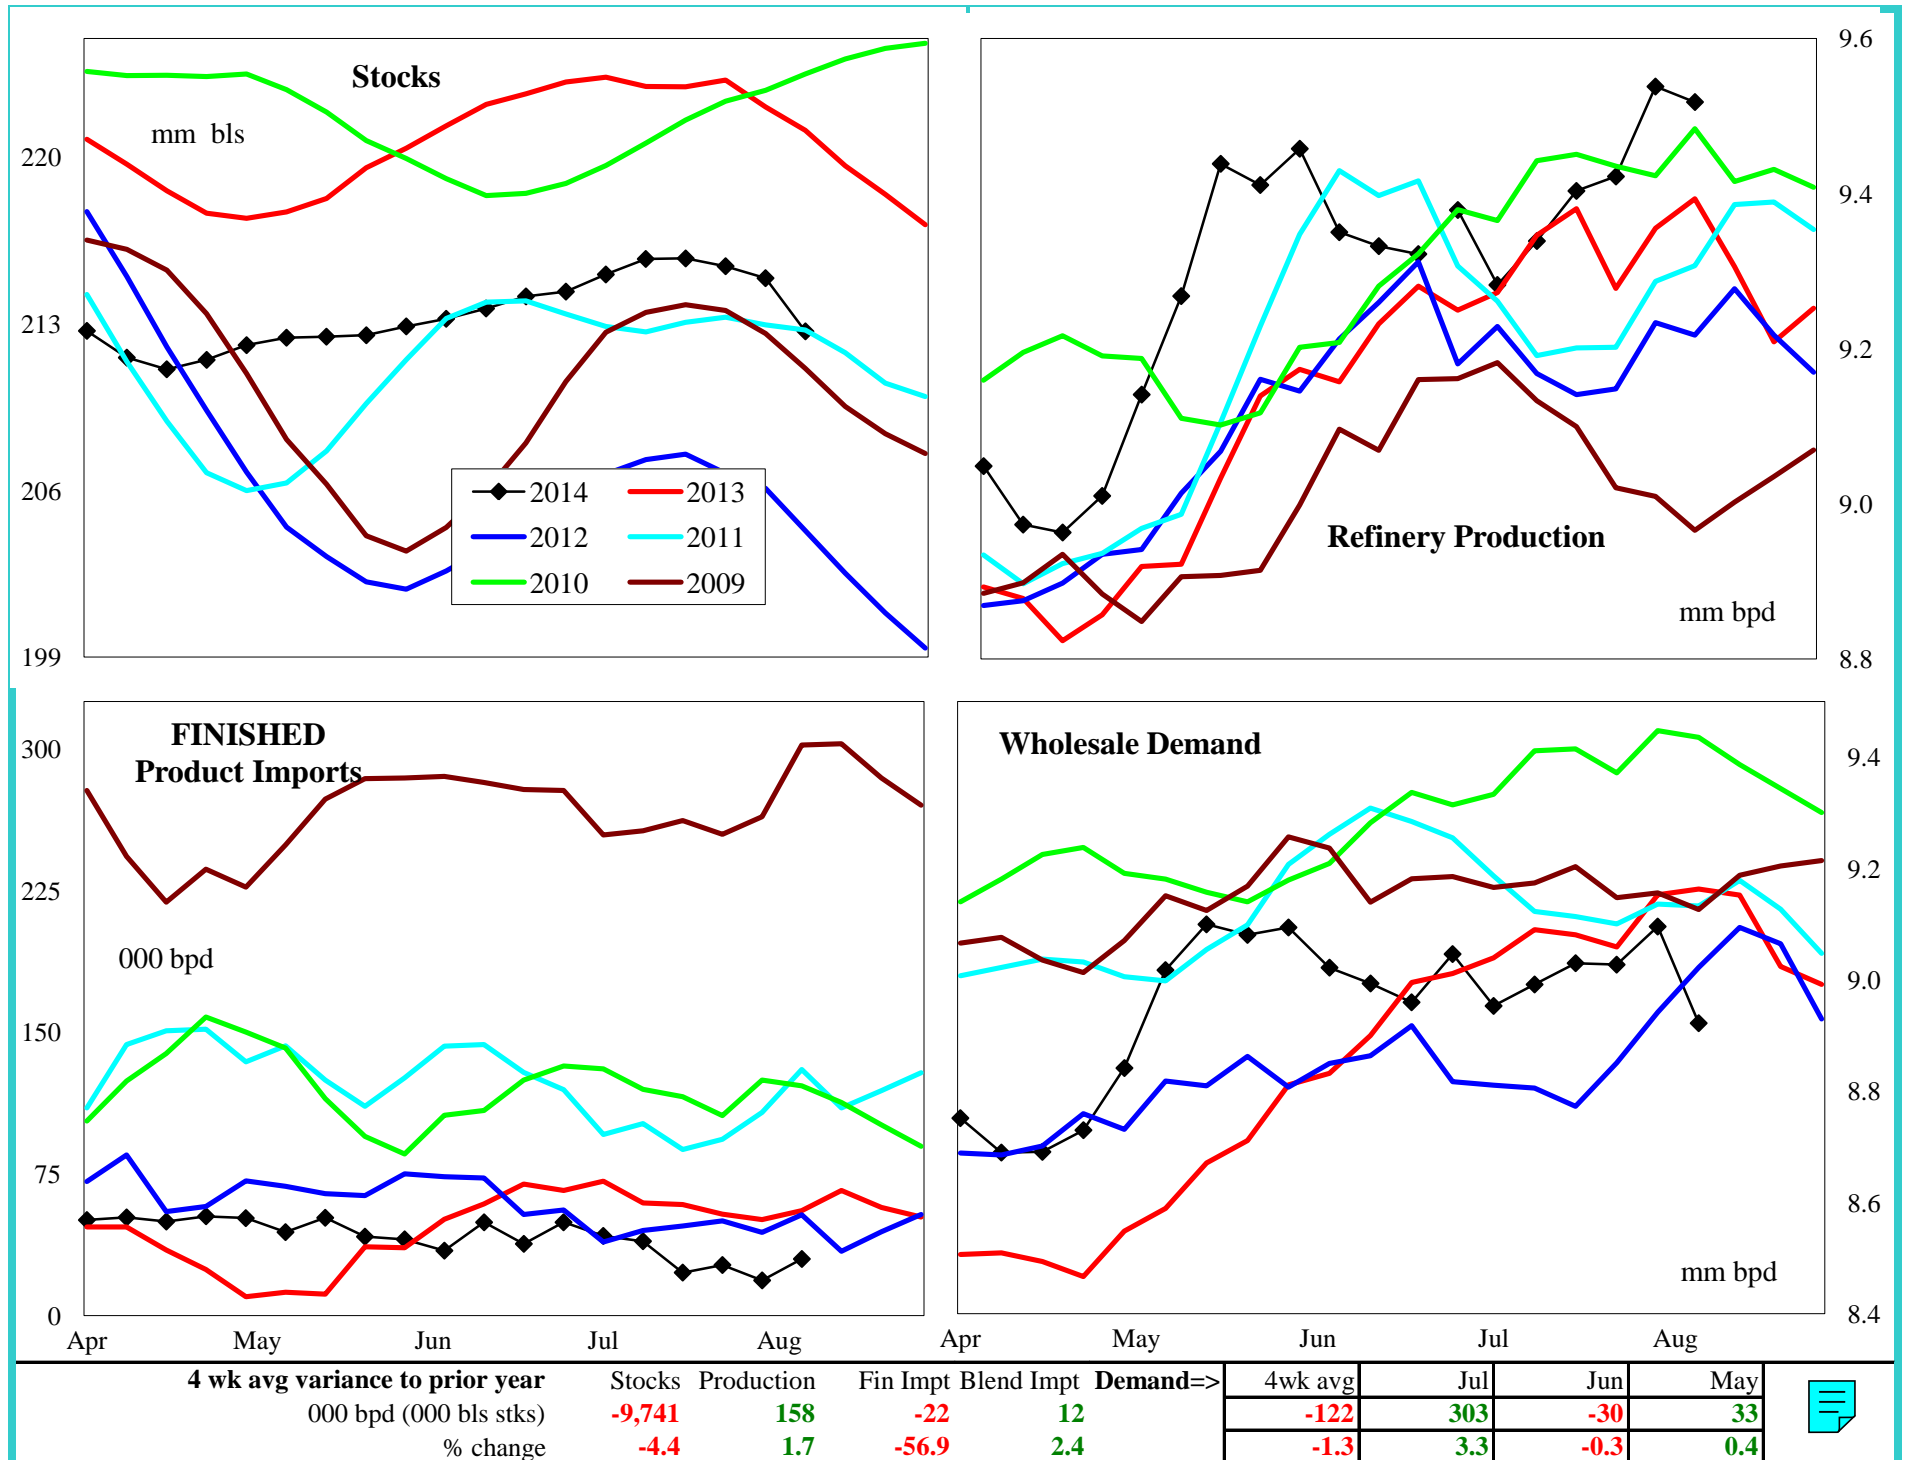 Stocks
mm bls
220
213
206
199
2014
2013
2012
2011
2010
2009
9.6
9.4
9.2
9.0
8.8
Refinery Production
mm bpd
FINISHED
Product Imports
000 bpd
300
225
150
75
0
Apr May Jun Jul Aug
Wholesale Demand
9.4
9.2
9.0
8.8
8.6
8.4
mm bpd
Apr May Jun Jul Aug
4 wk avg variance to prior year Stocks Production Fin Impt Blend Impt Demand=> 4wk avg Jul Jun May
000 bpd (000 bls stks) -9,741 158 -22 12 -122 303 -30 33
% change -4.4 1.7 -56.9 2.4 -1.3 3.3 -0.3 0.4